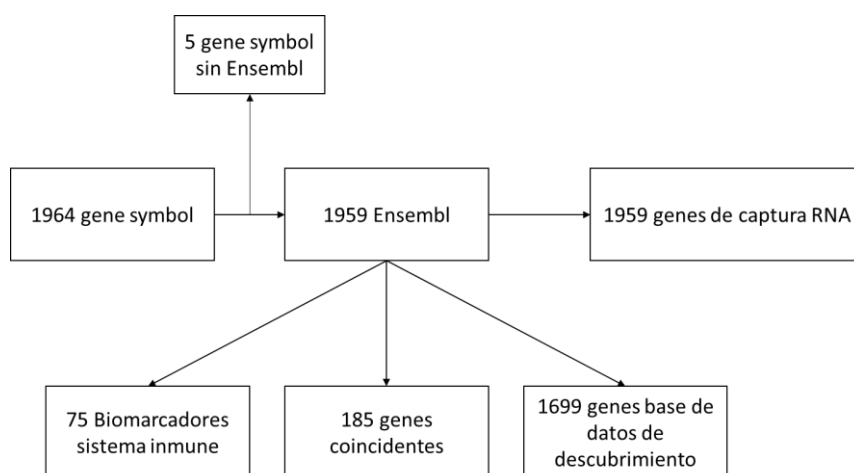 5 gene symbol
sin Ensembl
1964 gene symbol
1959 Ensembl
1959 genes de captura RNA
75 Biomarcadores
sistema inmune
185 genes
coincidentes
1699 genes base de
datos de
descubrimiento